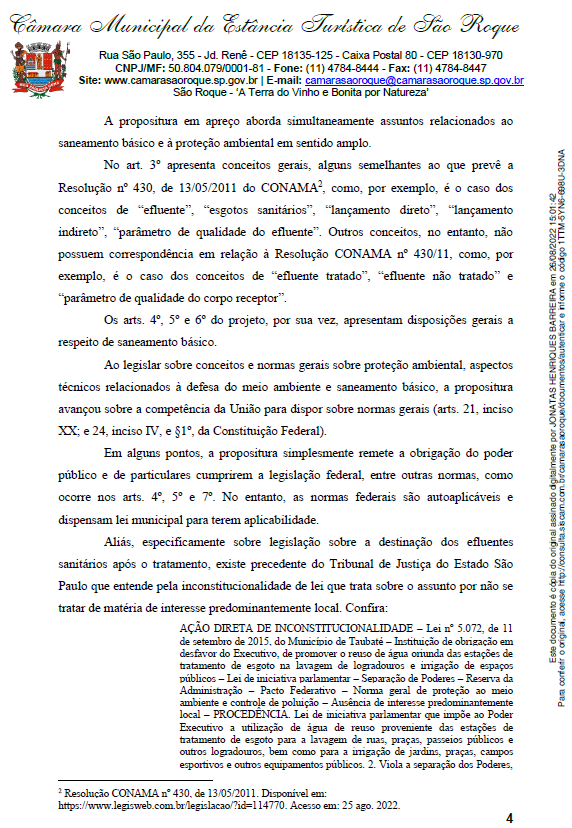 Câmara Municipal da Estância Turística de São Roque
Rua São Paulo, 355 - Jd. Renê - CEP 18135-125 - Caixa Postal 80 - CEP 18130-970
CNPJ/MF: 50.804.079/0001-81 - Fone: (11) 4784-8444 - Fax: (11) 4784-8447
Site: www.camarasaoroque.sp.gov.br | E-mail: camarasaoroque@camarasaoroque.sp.gov.br
São Roque - 'A Terra do Vinho e Bonita por Natureza'
A propositura em apreço aborda simultaneamente assuntos relacionados ao
saneamento básico e à proteção ambiental em sentido amplo.
No art. 3º apresenta conceitos gerais, alguns semelhantes ao que prevê a
Resolução nº 430, de 13/05/2011 do CONAMA², como, por exemplo, é o caso dos
conceitos de “efluente”, “esgotos sanitários”, “lançamento direto”, “lançamento
indireto”, “parâmetro de qualidade do efluente”. Outros conceitos, no entanto, não
possuem correspondência em relação à Resolução CONAMA nº 430/11, como, por
exemplo, é o caso dos conceitos de “efluente tratado”, “efluente não tratado” e
“parâmetro de qualidade do corpo receptor”.
Os arts. 4º, 5º e 6º do projeto, por sua vez, apresentam disposições gerais a
respeito de saneamento básico.
Ao legislar sobre conceitos e normas gerais sobre proteção ambiental, aspectos
técnicos relacionados à defesa do meio ambiente e saneamento básico, a propositura
avançou sobre a competência da União para dispor sobre normas gerais (arts. 21, inciso
XX; e 24, inciso IV, e §1º, da Constituição Federal).
Em alguns pontos, a propositura simplesmente remete a obrigação do poder
público e de particulares cumprirem a legislação federal, entre outras normas, como
ocorre nos arts. 4º, 5º e 7º. No entanto, as normas federais são autoaplicáveis e
dispensam lei municipal para terem aplicabilidade.
Aliás, especificamente sobre legislação sobre a destinação dos efluentes
sanitários após o tratamento, existe precedente do Tribunal de Justiça do Estado São
Paulo que entende pela inconstitucionalidade de lei que trata sobre o assunto por não se
tratar de matéria de interesse predominantemente local. Confira:
AÇÃO DIRETA DE INCONSTITUCIONALIDADE – Lei nº 5.072, de 11
de setembro de 2015, do Município de Taubaté – Instituição de obrigação em
desfavor do Executivo, de promover o reuso de água oriunda das estações de
tratamento de esgoto na lavagem de logradouros e irrigação de espaços
públicos – Lei de iniciativa parlamentar – Separação de Poderes – Reserva da
Administração – Pacto Federativo – Norma geral de proteção ao meio
ambiente e controle de poluição – Ausência de interesse predominantemente
local – PROCEDÊNCIA. Lei de iniciativa parlamentar que impõe ao Poder
Executivo a utilização de água de reuso proveniente das estações de
tratamento de esgoto para a lavagem de ruas, praças, passeios públicos e
outros logradouros, bem como para a irrigação de jardins, praças, campos
esportivos e outros equipamentos públicos. 2. Viola a separação dos Poderes,
² Resolução CONAMA nº 430, de 13/05/2011. Disponível em:
https://www.legisweb.com.br/legislacao/?id=114770. Acesso em: 25 ago. 2022.
4
Este documento é cópia do original assinado digitalmente por JONATAS HENRIQUES BARREIRA em 26/08/2022 15:01:42
Para conferir o original, acesse http://consulta.siscam.com.br/camarasaoroque/documentos/autenticar e informe o código 1TTM-5YN6-698U-3DNA